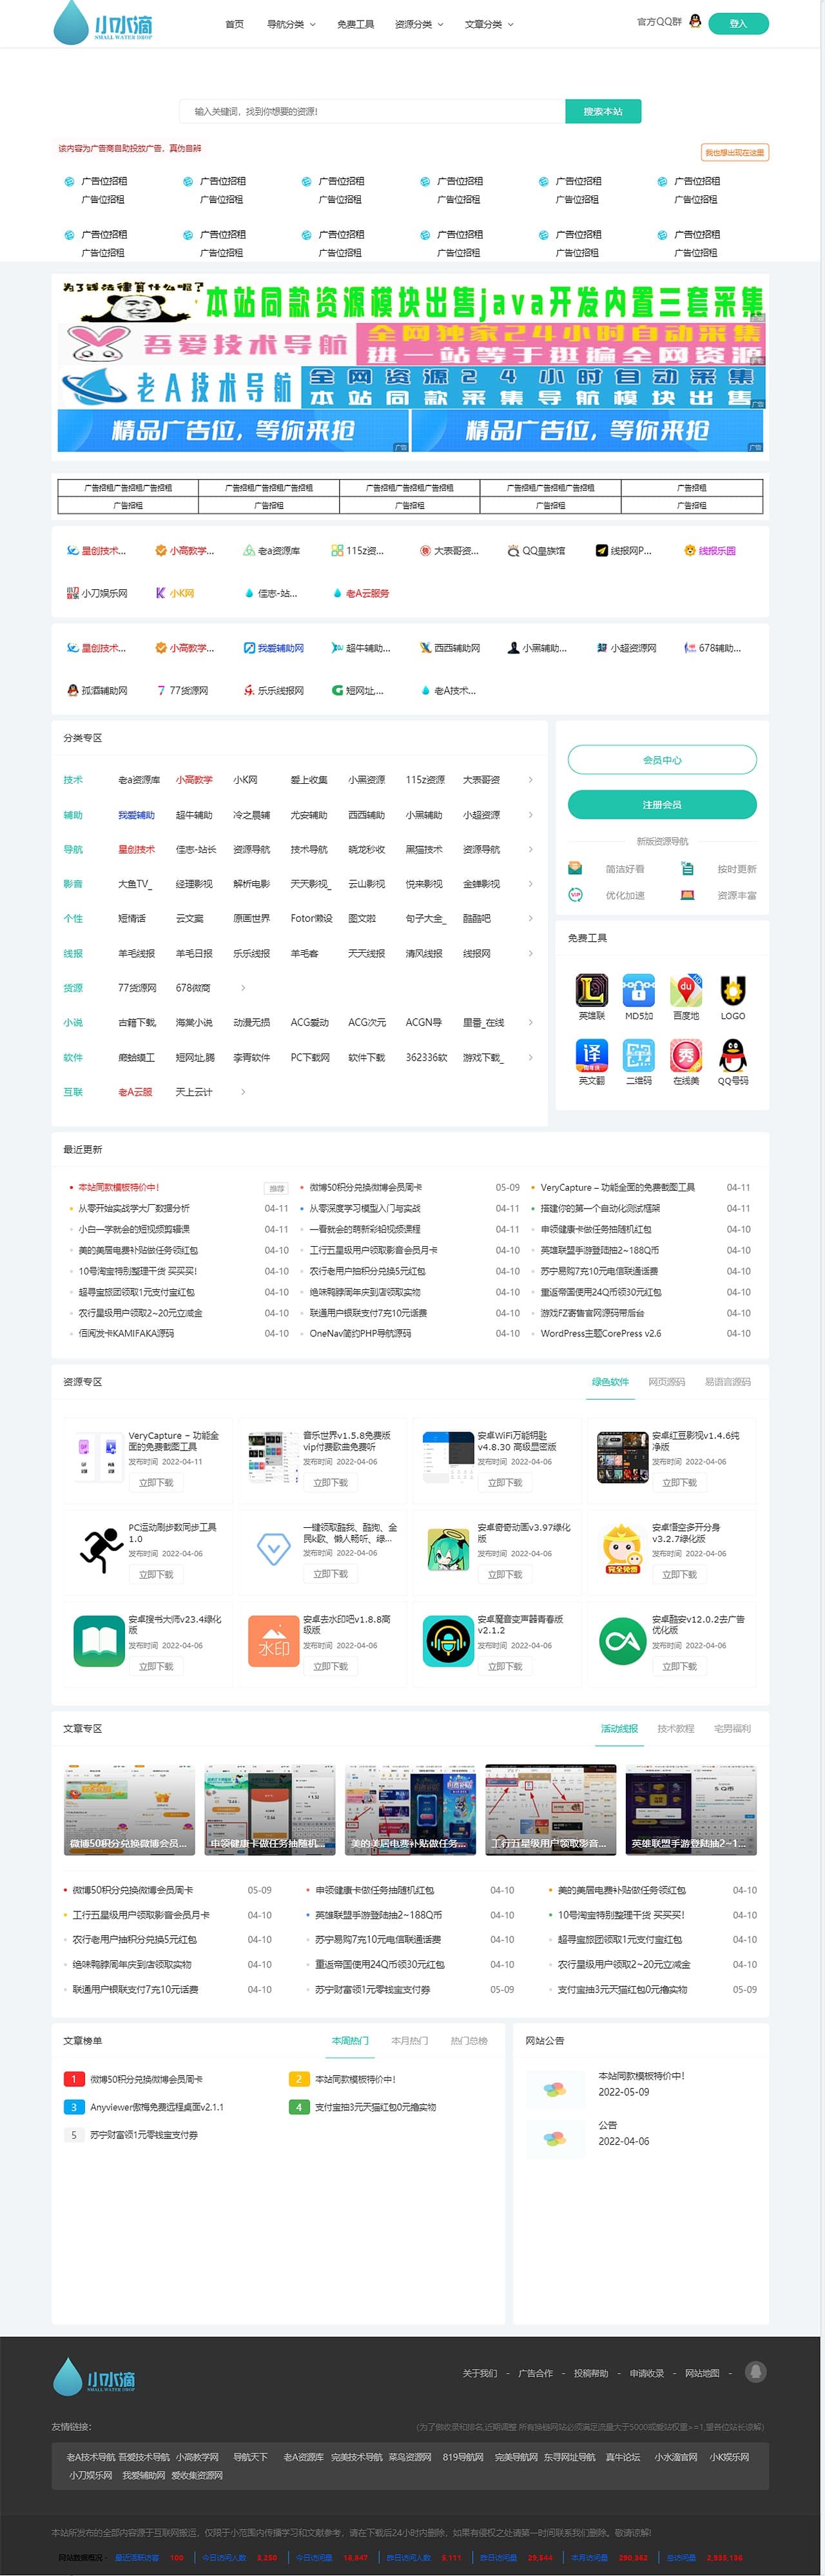 小水滴
SMALL WATER DROP
首页 导航分类 免费工具 资源分类 文章分类 官方QQ群 登入
输入关键词，找到你想要的资源！ 搜索本站
该内容为广告商自助投放广告，真伪自辨 我也想出现在这里
广告位招租 广告位招租 广告位招租 广告位招租 广告位招租 广告位招租
广告位招租 广告位招租 广告位招租 广告位招租 广告位招租 广告位招租
广告位招租 广告位招租 广告位招租 广告位招租 广告位招租 广告位招租
广告位招租 广告位招租 广告位招租 广告位招租 广告位招租 广告位招租
为了钱法律算什么呢？
本站同款资源模块出售java开发内置三套采集
吾爱技术导航 全网独家24小时自动采集
进一站等于逛遍全网资源
老A技术导航 全网资源24小时自动采集
本站同款采集导航模块出售
精品广告位，等你来抢 广告 精品广告位，等你来抢 广告
广告招租广告招租广告招租 广告招租广告招租广告招租 广告招租广告招租广告招租 广告招租广告招租广告招租 广告招租
广告招租 广告招租 广告招租 广告招租 广告招租
星创技术... 小高教学... 老a资源库 115z资... 大表哥资... QQ皇族馆 线报网P... 线报乐园
小刀娱乐网 小K网 佳志-站... 老A云服务
星创技术... 小高教学... 我爱辅助网 超牛辅助... 西西辅助网 小黑辅助... 小超资源网 678辅助...
孤酒辅助网 77货源网 乐乐线报网 短网址,... 老A技术...
分类专区
技术 老a资源库 小高教学 小K网 爱上收集 小黑资源 115z资源 大表哥资
辅助 我爱辅助 超牛辅助 冷之晨辅 尤安辅助 西西辅助 小黑辅助 小超资源
导航 星创技术 佳志-站长 资源导航 技术导航 晓龙秒收 黑猫技术 资源导航
影音 大鱼TV_ 经理影视 解析电影 天天影视_ 云山影视 悦来影视 金蝉影视
个性 短情话 云文案 原画世界 Fotor懒设 图文啦 句子大全_ 酷酷吧
线报 羊毛线报 羊毛日报 乐乐线报 羊毛客 天天线报 清风线报 线报网
货源 77货源网 678微商
小说 古籍下载, 海棠小说 动漫无损 ACG爱动 ACG次元 ACGN导 里番_在线
软件 癞蛤蟆工 短网址,腾 李青软件 PC下载网 软件下载 362336软 游戏下载_
互联 老A云服 天上云计
会员中心
注册会员
新版资源导航
简洁好看 按时更新
优化加速 资源丰富
免费工具
英雄联 MD5加 百度地 LOGO
英文翻 二维码 在线美 QQ号码
最近更新
本站同款模板特价中！ 推荐 微博50积分兑换微博会员周卡 05-09 VeryCapture – 功能全面的免费截图工具 04-11
从零开始实战学大厂数据分析 04-11 从零深度学习模型入门与实战 04-11 搭建你的第一个自动化测试框架 04-11
小白一学就会的短视频剪辑课 04-11 一看就会的萌新彩铅视频课程 04-11 申领健康卡做任务抽随机红包 04-10
美的美居电费补贴做任务领红包 04-10 工行五星级用户领取影音会员月卡 04-10 英雄联盟手游登陆抽2~188Q币 04-10
10号淘宝特别整理干货 买买买！ 04-10 农行老用户抽积分兑换5元红包 04-10 苏宁易购7充10元电信联通话费 04-10
超寻宝旅团领取1元支付宝红包 04-10 绝味鸭脖周年庆到店领取实物 04-10 重返帝国使用24Q币领30元红包 04-10
农行星级用户领取2~20元立减金 04-10 联通用户银联支付7充10元话费 04-10 游戏FZ寄售官网源码带后台 04-10
佰阅发卡KAMIFAKA源码 04-10 OneNav简约PHP导航源码 04-10 WordPress主题CorePress v2.6 04-10
资源专区 绿色软件 网页源码 易语言源码
VeryCapture – 功能全面的免费截图工具 发布时间 2022-04-11 立即下载
音乐世界v1.5.8免费版vip付费歌曲免费听 发布时间 2022-04-06 立即下载
安卓WiFi万能钥匙v4.8.30 高级显密版 发布时间 2022-04-06 立即下载
安卓红豆影视v1.4.6纯净版 发布时间 2022-04-06 立即下载
PC运动刷步数同步工具1.0 发布时间 2022-04-06 立即下载
一键领取酷我、酷狗、全民k歌、懒人畅听、绿... 发布时间 2022-04-06 立即下载
安卓奇奇动画v3.97绿化版 发布时间 2022-04-06 立即下载
完全免费
安卓悟空多开分身v3.2.7绿化版 发布时间 2022-04-06 立即下载
安卓搜书大师v23.4绿化版 发布时间 2022-04-06 立即下载
水印
安卓去水印吧v1.8.8高级版 发布时间 2022-04-06 立即下载
安卓魔音变声器青春版v2.1.2 发布时间 2022-04-06 立即下载
安卓酷安v12.0.2去广告优化版 发布时间 2022-04-06 立即下载
文章专区 活动线报 技术教程 宅男福利
微博50积分兑换微博会员... 申领健康卡做任务抽随机... 美的美居电费补贴做任务... 工行五星级用户领取影音... 英雄联盟手游登陆抽2~1...
微博50积分兑换微博会员周卡 05-09 申领健康卡做任务抽随机红包 04-10 美的美居电费补贴做任务领红包 04-10
工行五星级用户领取影音会员月卡 04-10 英雄联盟手游登陆抽2~188Q币 04-10 10号淘宝特别整理干货 买买买！ 04-10
农行老用户抽积分兑换5元红包 04-10 苏宁易购7充10元电信联通话费 04-10 超寻宝旅团领取1元支付宝红包 04-10
绝味鸭脖周年庆到店领取实物 04-10 重返帝国使用24Q币领30元红包 04-10 农行星级用户领取2~20元立减金 04-10
联通用户银联支付7充10元话费 04-10 苏宁财富领1元零钱宝支付券 05-09 支付宝抽3元天猫红包0元撸实物 05-09
文章榜单 本周热门 本月热门 热门总榜
1 微博50积分兑换微博会员周卡 2 本站同款模板特价中！
3 Anyviewer傲梅免费远程桌面v2.1.1 4 支付宝抽3元天猫红包0元撸实物
5 苏宁财富领1元零钱宝支付券
网站公告
本站同款模板特价中！
2022-05-09
公告
2022-04-06
小水滴
SMALL WATER DROP
关于我们 - 广告合作 - 投稿帮助 - 申请收录 - 网站地图 -
友情链接： （为了做收录和排名,近期调整 所有换链网站必须满足流量大于5000或爱站权重>=1,望各位站长谅解）
老A技术导航 吾爱技术导航 小高教学网 导航天下 老A资源库 完美技术导航 菜鸟资源网 819导航网 完美导航网 东寻网址导航 真牛论坛 小水滴官网 小K娱乐网
小刀娱乐网 我爱辅助网 爱收集资源网
本站所发布的全部内容源于互联网搬运，仅限于小范围内传播学习和文献参考，请在下载后24小时内删除，如果有侵权之处请第一时间联系我们删除。敬请谅解!
网站数据概况 - 最近活跃访客 100 今日访问人数 3,250 今日访问量 18,847 昨日访问人数 5,111 昨日访问量 29,844 本月访问量 290,362 总访问量 2,935,136